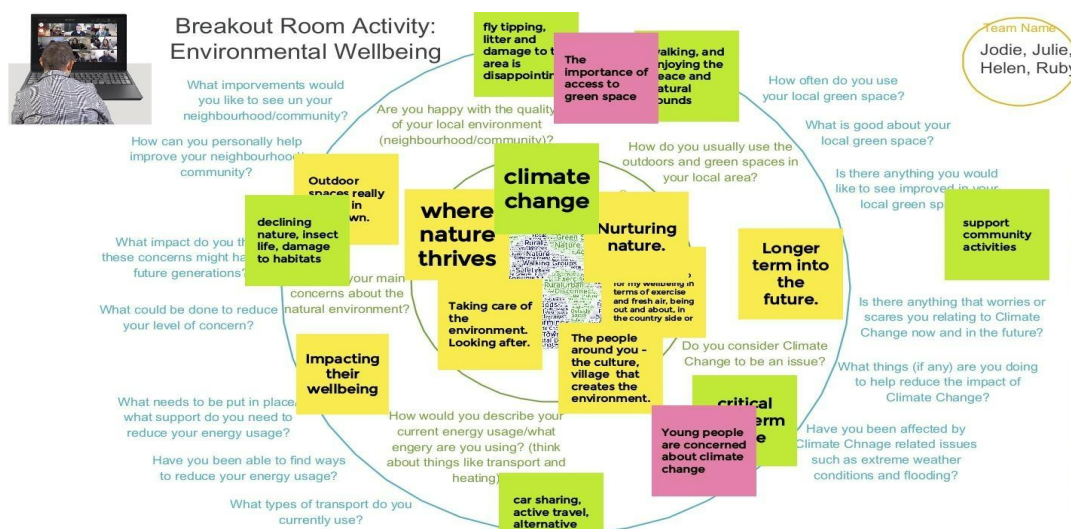 Breakout Room Activity:
Environmental Wellbeing
Team Name
Jodie, Julie,
Helen, Ruby
fly tipping,
litter and
damage to t
area is
disappointin
The
importance of
access to
green space
walking, and
enjoying the
peace and
natural
ounds
What imporvements
would you like to see un your
neighbourhood/community?
How can you personally help
improve your neighbourhood/
community?
Are you happy with the quality
of your local environment
(neighbourhood/community)?
How do you usually use the
outdoors and green spaces in
your local area?
How often do you use
your local green space?
What is good about your
local green space?
Is there anything you would
like to see improved in your
local green sp
support
community
activities
Outdoor
spaces really
in
wn.
declining
nature, insect
life, damage
to habitats
where
nature
thrives
climate
change
Nurturing
nature.
Rural
Nature
Walking Groups
Green
Nature
for my wellbeing in
terms of exercise
and fresh air, being
out and about, in
the country side or
Longer
term into
the
future.
What impact do you th
these concerns might ha
future generations?
What could be done to reduce
your level of concern?
your main
concerns about the
natural environment?
Taking care of
the
environment.
Looking after.
The people
around you –
the culture,
village that
creates the
environment.
Impacting
their
wellbeing
Do you consider Climate
Change to be an issue?
Is there anything that worries or
scares you relating to Climate
Change now and in the future?
What things (if any) are you doing
to help reduce the impact of
Climate Change?
Have you been affected by
Climate Chnage related issues
such as extreme weather
conditions and flooding?
critical
erm
e
Young people
are concerned
about climate
change
What needs to be put in place/
what support do you need to
reduce your energy usage?
Have you been able to find ways
to reduce your energy usage?
What types of transport do you
currently use?
How would you describe your
current energy usage/what
engery are you using? (think
about things like transport and
heating)
car sharing,
active travel,
alternative